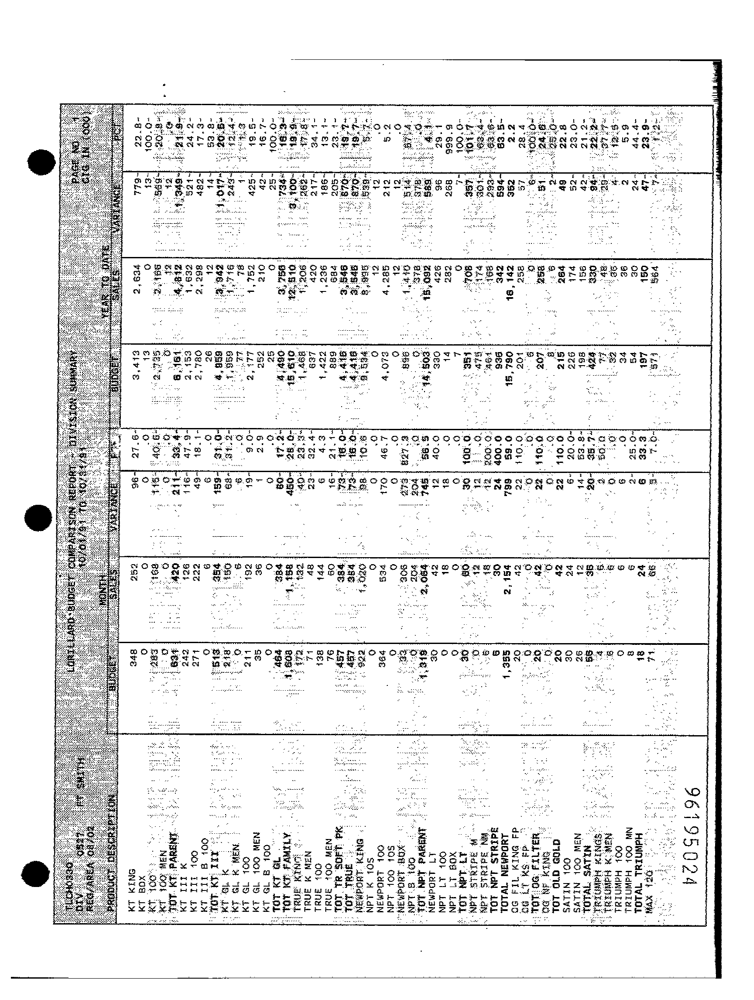 TLCH0320 LORILLARD BUDGET COMPARISON REPORT - DIVISION SUMMARY PAGE NO 1
DIV 0527 FT SMITH 10/01/91 TO 10/31/91 CIG IN (000)
REG/AREA 08/02
MONTH YEAR TO DATE
PRODUCT DESCRIPTION BUDGET SALES VARIANCE PCT BUDGET SALES VARIANCE PCT
KT KING 348 252 96- 27.6- 3,413 2,634 779- 22.8-
KT BOX 0 0 0 .0 13 0 13- 100.0-
KT 100 283 168 115- 40.6- 2,735 2,166 569- 20.8-
KT 100 MEN 0 0 0 .0 0 12 12 .0
TOT KT PARENT 631 420 211- 33.4- 6,161 4,812 1,349- 21.9-
KT III K 242 126 116- 47.9- 2,153 1,632 521- 24.2-
KT III 100 271 222 49- 18.1- 2,780 2,298 482- 17.3-
KT III B 100 0 6 6 .0 26 12 14- 53.8-
TOT KT III 513 354 159- 31.0- 4,959 3,942 1,017- 20.5-
KT GL K 218 150 68- 31.2- 1,959 1,716 243- 12.4-
KT GL K MEN 0 6 6 .0 77 78 1 1.3
KT GL 100 211 192 19- 9.0- 2,177 1,752 425- 19.5-
KT GL 100 MEN 35 36 1 2.9 252 210 42- 16.7-
KT GL B 100 0 0 0 .0 25 0 25- 100.0-
TOT KT GL 464 384 80- 17.2- 4,490 3,756 734- 16.3-
TOT KT FAMILY 1,608 1,158 450- 28.0- 15,610 12,510 3,100- 19.9-
TRUE KING 172 132 40- 23.3- 1,468 1,206 262- 17.8-
TRUE K MEN 71 48 23- 32.4- 637 420 217- 34.1-
TRUE 100 138 144 6 4.3 1,422 1,236 186- 13.1-
TRUE 100 MEN 76 60 16- 21.1- 889 684 205- 23.1-
TOT TR SOFT PK 457 384 73- 16.0- 4,416 3,546 870- 19.7-
TOT TRUE 457 384 73- 16.0- 4,416 3,546 870- 19.7-
NEWPORT KING 922 1,020 98 10.6 9,534 8,995 539- 5.7-
NPT K 10S 0 0 0 .0 0 12 12 .0
NEWPORT 100 364 534 170 46.7 4,073 4,285 212 5.2
NPT 100 10S 0 0 0 .0 0 12 12 .0
NEWPORT BOX 33 306 273 827.3 896 1,410 514 57.4
NPT B 100 0 204 204 .0 0 378 378 .0
TOT NPT PARENT 1,319 2,064 745 56.5 14,503 15,092 589 4.1
NEWPORT LT 30 42 12 40.0 330 426 96 29.1
NPT LT 100 0 18 18 .0 14 282 268 999.9
NPT LT BOX 0 0 0 .0 7 0 7- 100.0-
TOT NPT LT 30 60 30 100.0 351 708 357 101.7
NPT STRIPE M 0 12 12 .0 475 174 301- 63.4-
NPT STRIPE NM 6 18 12 200.0 461 168 293- 63.6-
TOT NPT STRIPE 6 30 24 400.0 936 342 594- 63.5-
TOTAL NEWPORT 1,355 2,154 799 59.0 15,790 16,142 352 2.2
OG FIL KING FP 20 42 22 110.0 201 258 57 28.4
OG LT KS FP 0 0 0 .0 6 0 6- 100.0-
TOT OG FILTER 20 42 22 110.0 207 258 51 24.6
OG NF KING 0 0 0 .0 8 6 2- 25.0-
TOT OLD GOLD 20 42 22 110.0 215 264 49 22.8
SATIN 100 30 24 6- 20.0- 226 174 52- 23.0-
SATIN 100 MEN 26 12 14- 53.8- 198 156 42- 21.2-
TOTAL SATIN 56 36 20- 35.7- 424 330 94- 22.2-
TRIUMPH KINGS 4 6 2 50.0 77 48 29- 37.7-
TRIUMPH K MEN 6 6 0 .0 32 36 4 12.5
TRIUMPH 100 0 6 6 .0 34 36 2 5.9
TRIUMPH 100 MN 8 6 2- 25.0- 54 30 24- 44.4-
TOTAL TRIUMPH 18 24 6 33.3 197 150 47- 23.9-
MAX 120 71 66 5- 7.0- 571 564 7- 1.2-
96195024